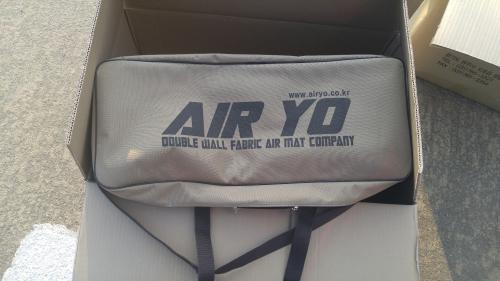 www.airyo.co.kr
AIR YO
DOUBLE WALL FABRIC AIR MAT COMPANY